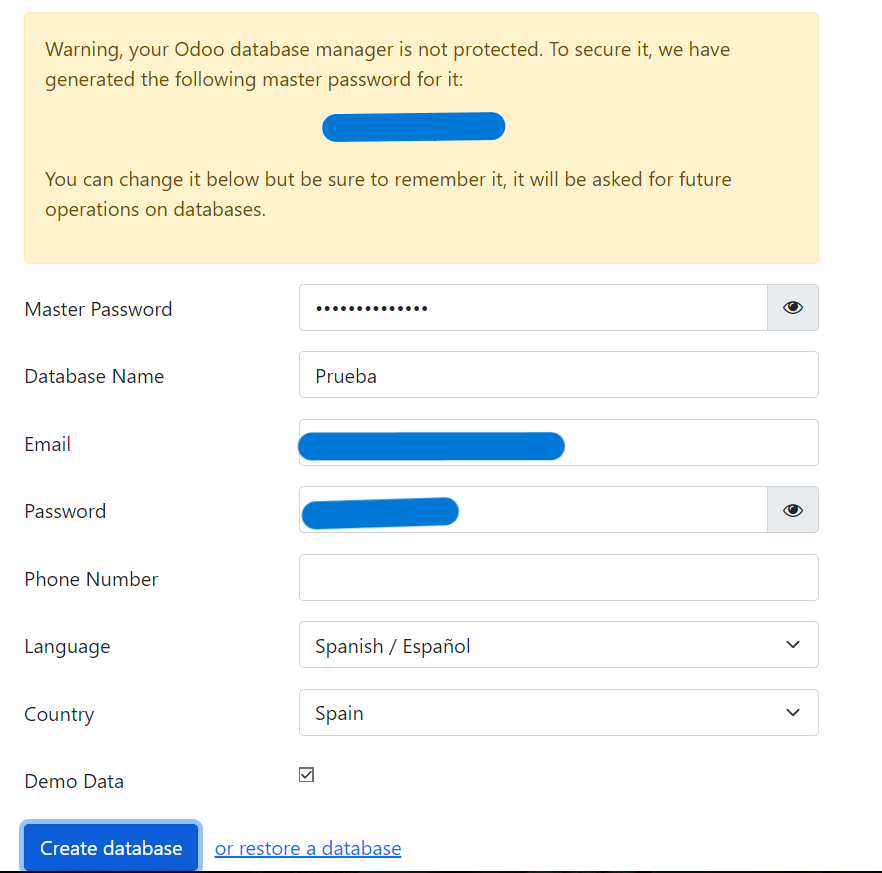 Warning, your Odoo database manager is not protected. To secure it, we have
generated the following master password for it:
You can change it below but be sure to remember it, it will be asked for future
operations on databases.
Master Password ••••••••••••••
Database Name Prueba
Email
Password
Phone Number
Language Spanish / Español
Country Spain
Demo Data
Create database or restore a database